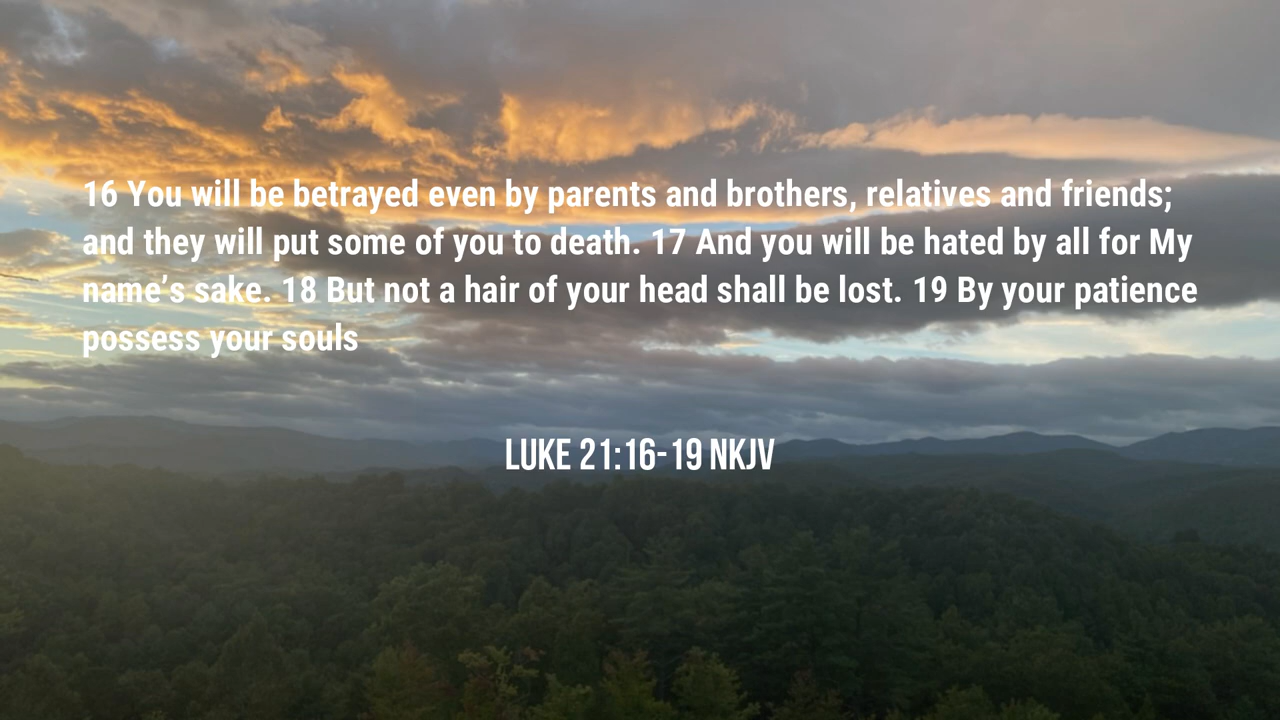 16 You will be betrayed even by parents and brothers, relatives and friends;
and they will put some of you to death. 17 And you will be hated by all for My
name’s sake. 18 But not a hair of your head shall be lost. 19 By your patience
possess your souls
LUKE 21:16-19 NKJV